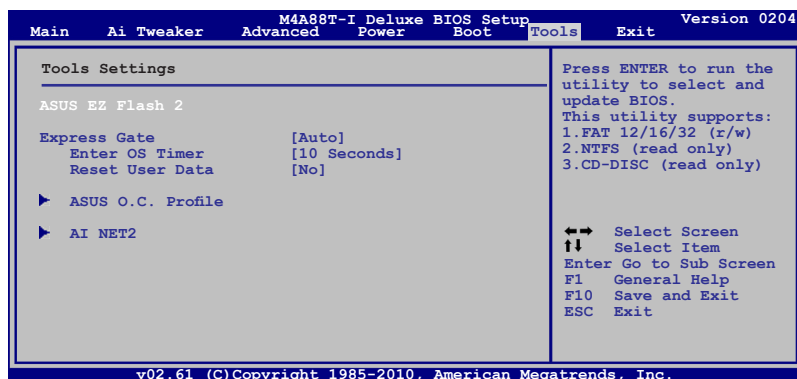 M4A88T-I Deluxe BIOS Setup Version 0204
Main Ai Tweaker Advanced Power Boot Tools Exit
Tools Settings
ASUS EZ Flash 2
Express Gate [Auto]
Enter OS Timer [10 Seconds]
Reset User Data [No]
ASUS O.C. Profile
AI NET2
Press ENTER to run the
utility to select and
update BIOS.
This utility supports:
1.FAT 12/16/32 (r/w)
2.NTFS (read only)
3.CD-DISC (read only)
Select Screen
Select Item
Enter Go to Sub Screen
F1 General Help
F10 Save and Exit
ESC Exit
v02.61 (C)Copyright 1985-2010, American Megatrends, Inc.